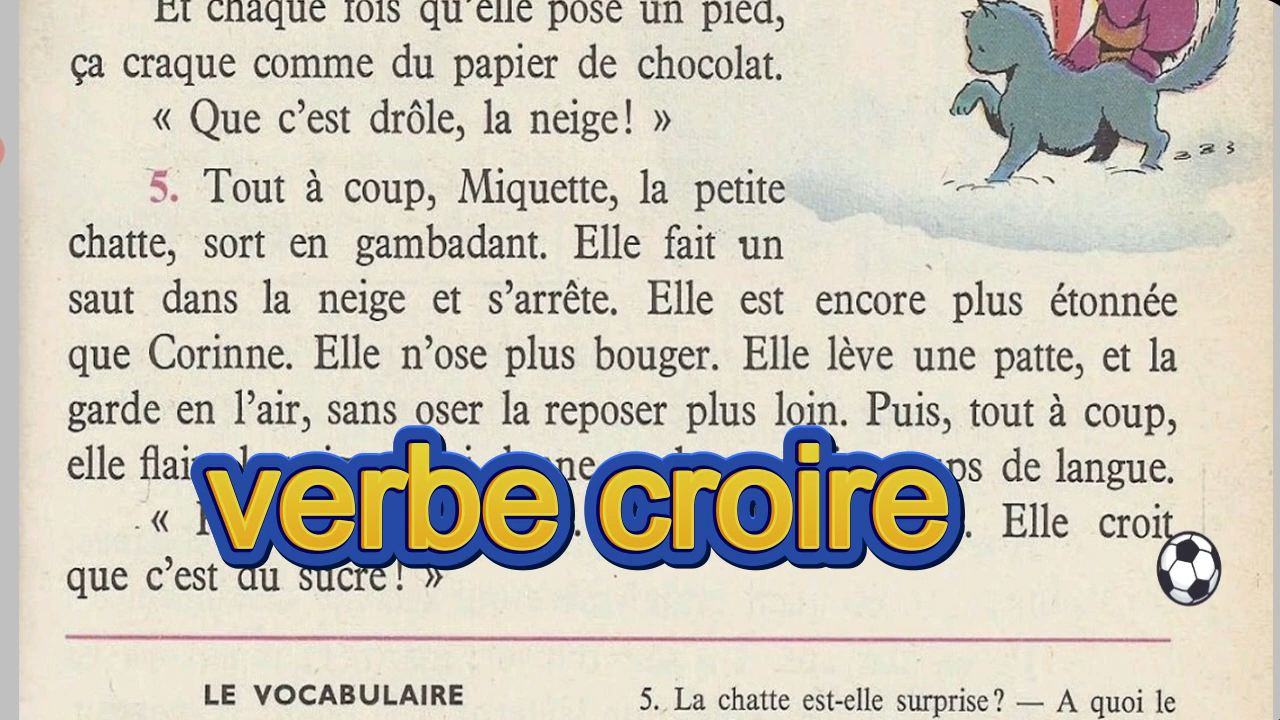 Et chaque fois qu'elle pose un pied,
ça craque comme du papier de chocolat.
« Que c'est drôle, la neige! »
5. Tout à coup, Miquette, la petite
chatte, sort en gambadant. Elle fait un
saut dans la neige et s'arrête. Elle est encore plus étonnée
que Corinne. Elle n'ose plus bouger. Elle lève une patte, et la
garde en l'air, sans oser la reposer plus loin. Puis, tout à coup,
elle de langue.
verbe croire
« Elle croit
que c'est du sucre! »
LE VOCABULAIRE
5. La chatte est-elle surprise? — A quoi le